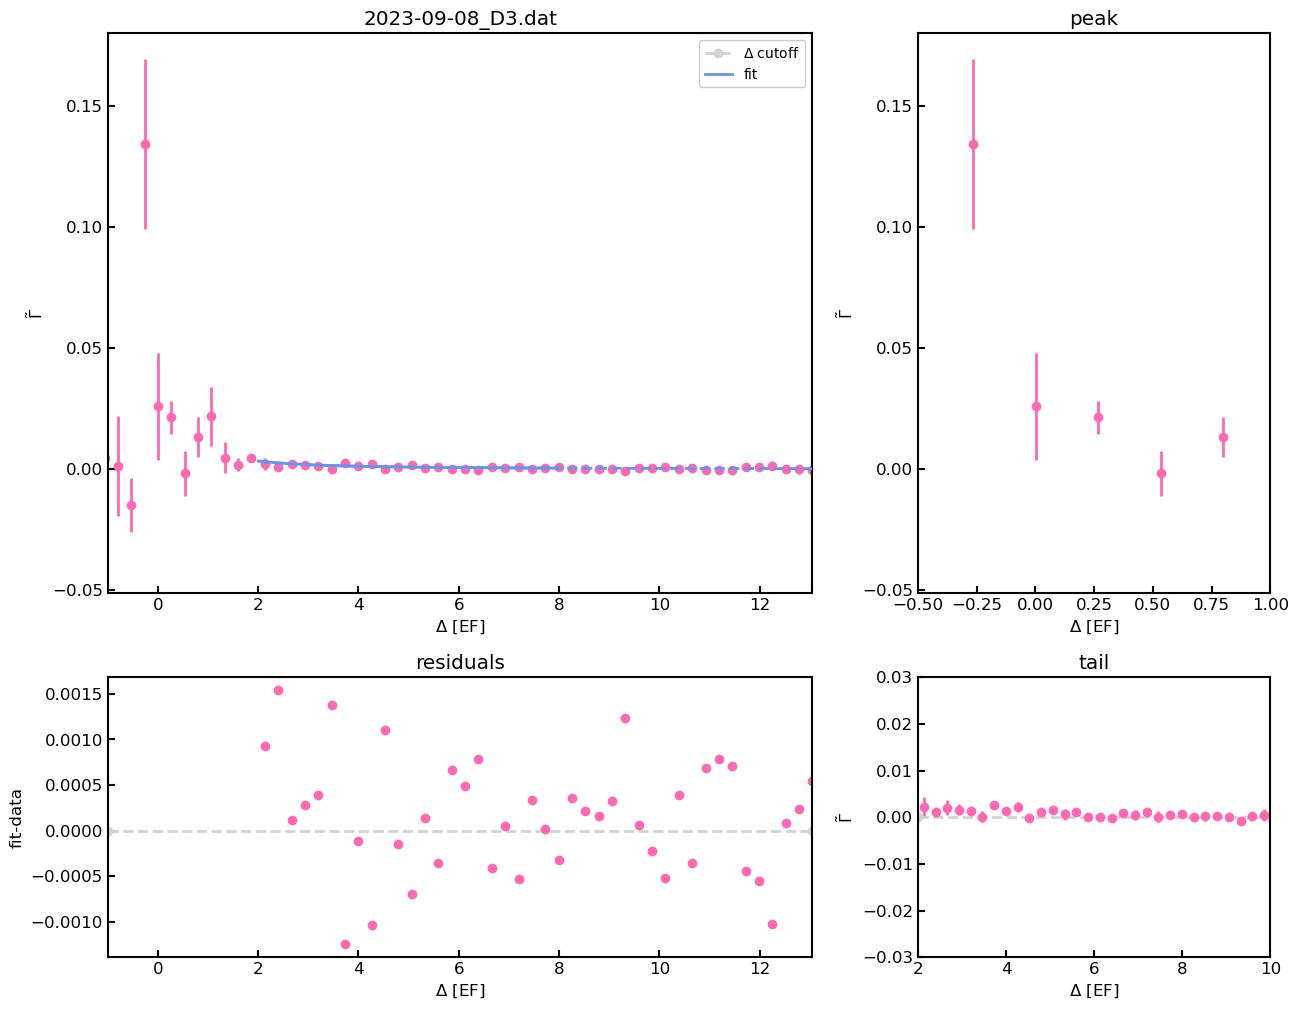 2023-09-08_D3.dat
Δ cutoff
fit
0.15
0.10
0.05
0.00
−0.05
Γ̃
0 2 4 6 8 10 12
Δ [EF]
peak
0.15
0.10
0.05
0.00
−0.05
Γ̃
−0.50 −0.25 0.00 0.25 0.50 0.75 1.00
Δ [EF]
residuals
0.0015
0.0010
0.0005
0.0000
−0.0005
−0.0010
fit-data
0 2 4 6 8 10 12
Δ [EF]
tail
0.03
0.02
0.01
0.00
−0.01
−0.02
−0.03
Γ̃
2 4 6 8 10
Δ [EF]